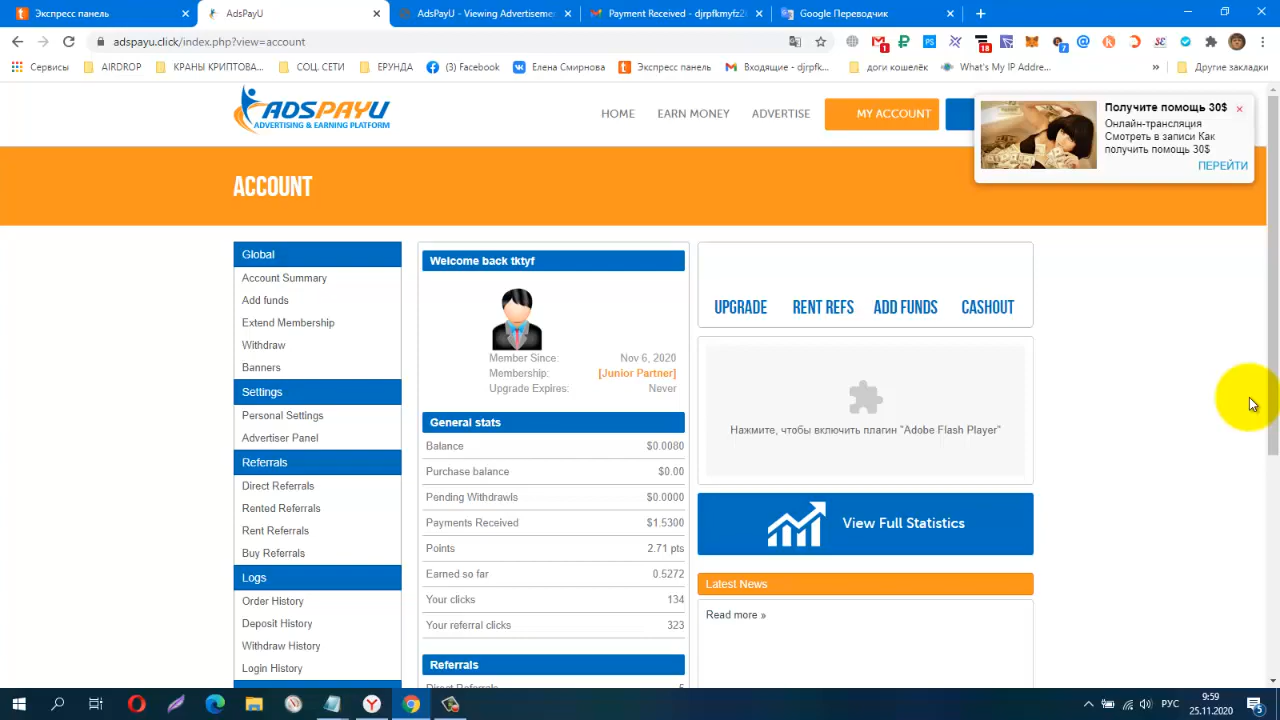 Экспресс панель
AdsPayU
AdsPayU - Viewing Advertiseme
Payment Received - djrpfkmyfz2
Google Переводчик
adspayu.click/index.php?view=account
1
18
7
Сервисы
AIRDROP
КРАНЫ КРИПТОВА...
СОЦ. СЕТИ
ЕРУНДА
(3) Facebook
Елена Смирнова
Экспресс панель
Входящие - djrpfk...
доги кошелёк
What's My IP Addre...
»
Другие закладки
ADSPAYU
ADVERTISING & EARNING PLATFORM
HOME
EARN MONEY
ADVERTISE
MY ACCOUNT
Получите помощь 30$
Онлайн-трансляция
Смотреть в записи Как
получить помощь 30$
ПЕРЕЙТИ
ACCOUNT
Global
Account Summary
Add funds
Extend Membership
Withdraw
Banners
Settings
Personal Settings
Advertiser Panel
Referrals
Direct Referrals
Rented Referrals
Rent Referrals
Buy Referrals
Logs
Order History
Deposit History
Withdraw History
Login History
Welcome back tktyf
Member Since: Nov 6, 2020
Membership: [Junior Partner]
Upgrade Expires: Never
General stats
Balance $0.0080
Purchase balance $0.00
Pending Withdrawls $0.0000
Payments Received $1.5300
Points 2.71 pts
Earned so far 0.5272
Your clicks 134
Your referral clicks 323
Referrals
Direct Referrals 5
UPGRADE
RENT REFS
ADD FUNDS
CASHOUT
Нажмите, чтобы включить плагин "Adobe Flash Player"
View Full Statistics
Latest News
Read more »
РУС
9:59
25.11.2020
5